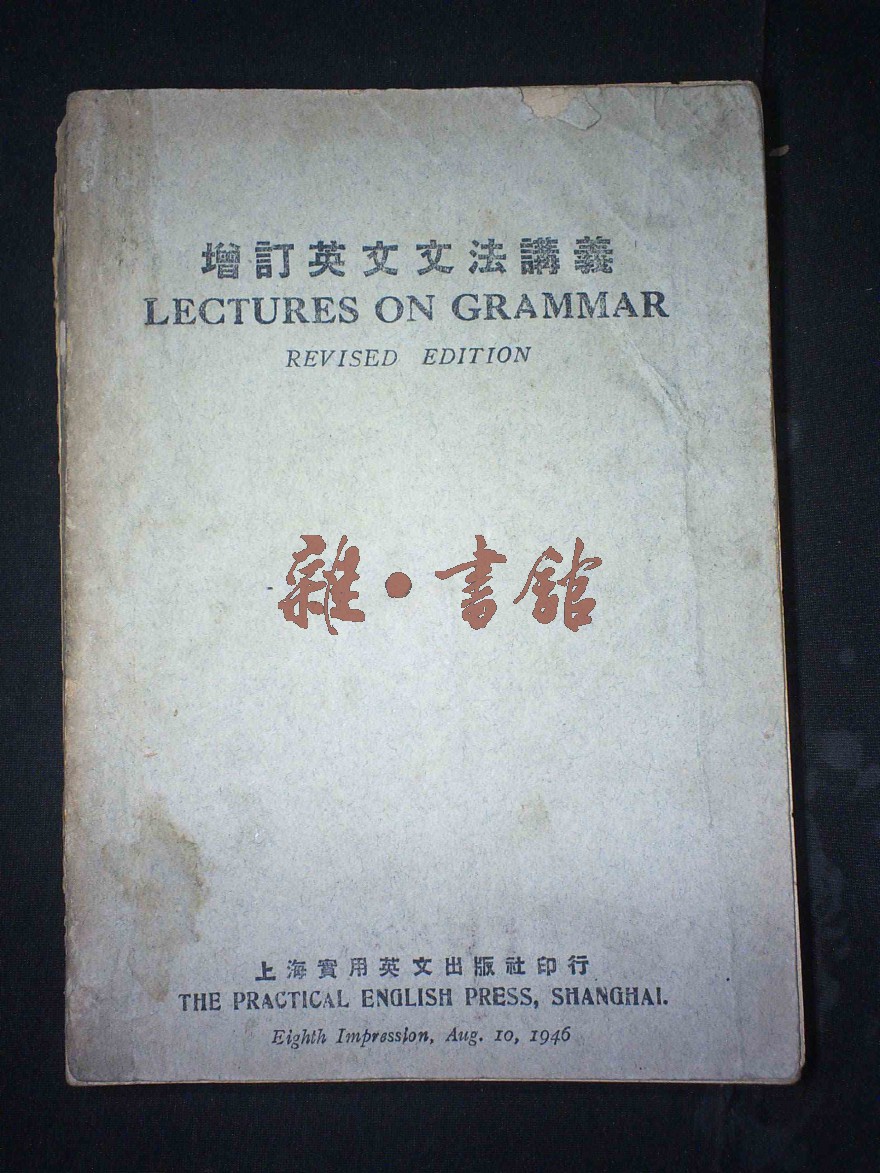 增訂英文文法講義
LECTURES ON GRAMMAR
REVISED EDITION
雜·書館
上海實用英文出版社印行
THE PRACTICAL ENGLISH PRESS, SHANGHAI.
Eighth Impression, Aug. 10, 1946